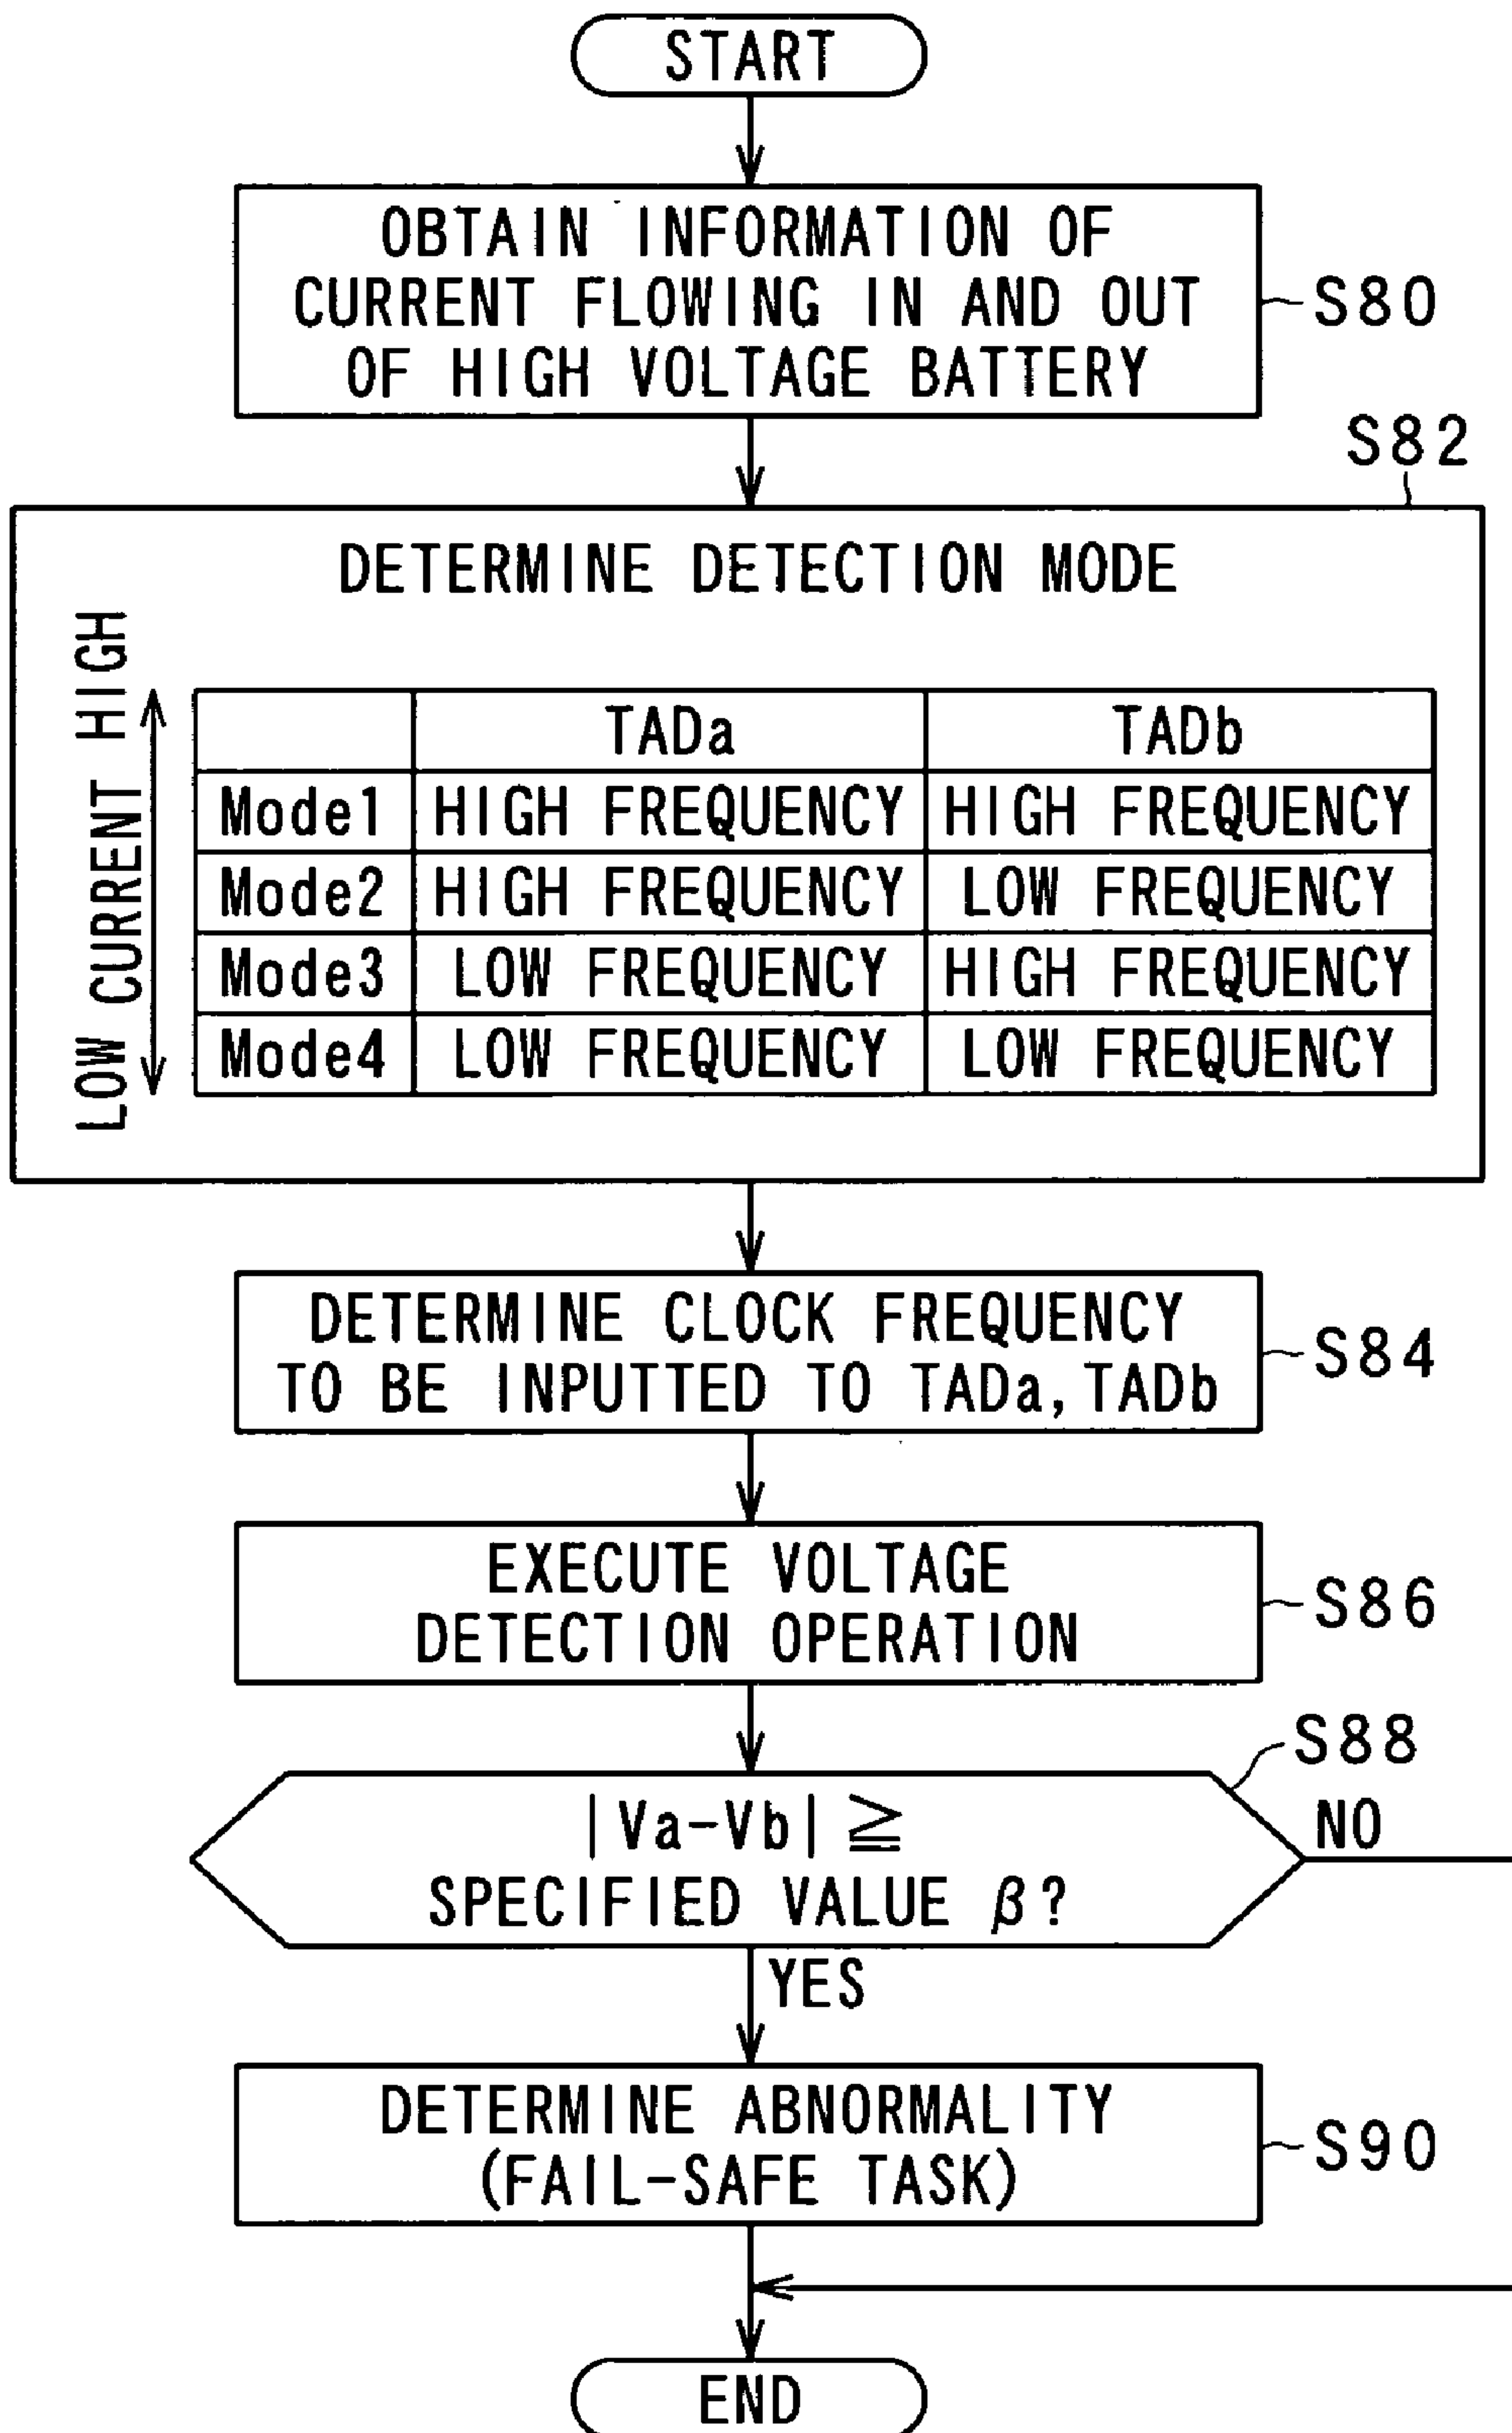 START
OBTAIN INFORMATION OF
CURRENT FLOWING IN AND OUT
OF HIGH VOLTAGE BATTERY
S80
S82
DETERMINE DETECTION MODE
LOW CURRENT HIGH
TADa TADb
Mode1 HIGH FREQUENCY HIGH FREQUENCY
Mode2 HIGH FREQUENCY LOW FREQUENCY
Mode3 LOW FREQUENCY HIGH FREQUENCY
Mode4 LOW FREQUENCY LOW FREQUENCY
DETERMINE CLOCK FREQUENCY
TO BE INPUTTED TO TADa, TADb
S84
EXECUTE VOLTAGE
DETECTION OPERATION
S86
S88
|Va-Vb| ≧
SPECIFIED VALUE β?
NO
YES
DETERMINE ABNORMALITY
(FAIL-SAFE TASK)
S90
END